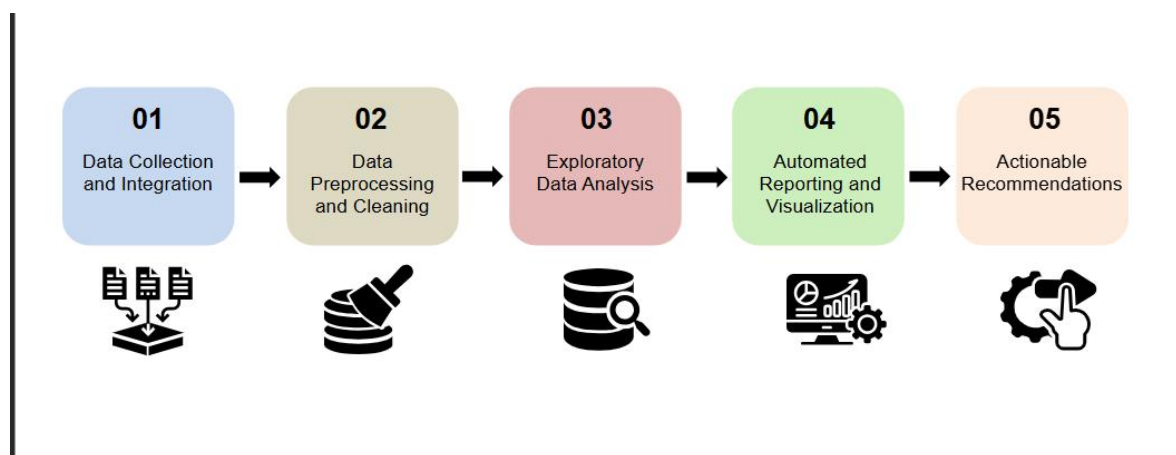 01
Data Collection
and Integration
02
Data
Preprocessing
and Cleaning
03
Exploratory
Data Analysis
04
Automated
Reporting and
Visualization
05
Actionable
Recommendations